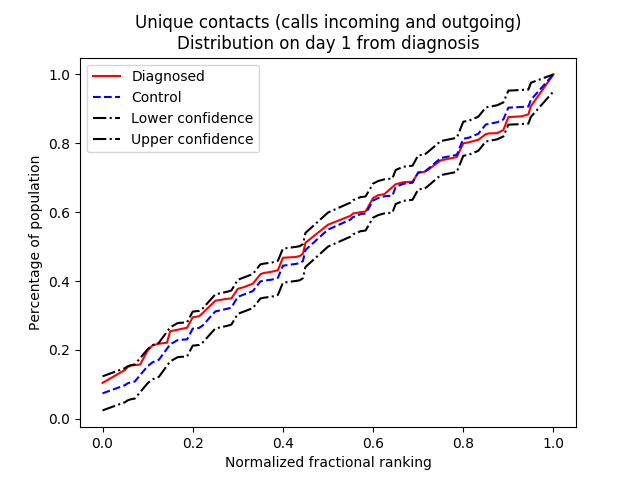 Unique contacts (calls incoming and outgoing)
Distribution on day 1 from diagnosis
1.0
0.8
0.6
0.4
0.2
0.0
Percentage of population
Diagnosed
Control
Lower confidence
Upper confidence
0.0 0.2 0.4 0.6 0.8 1.0
Normalized fractional ranking